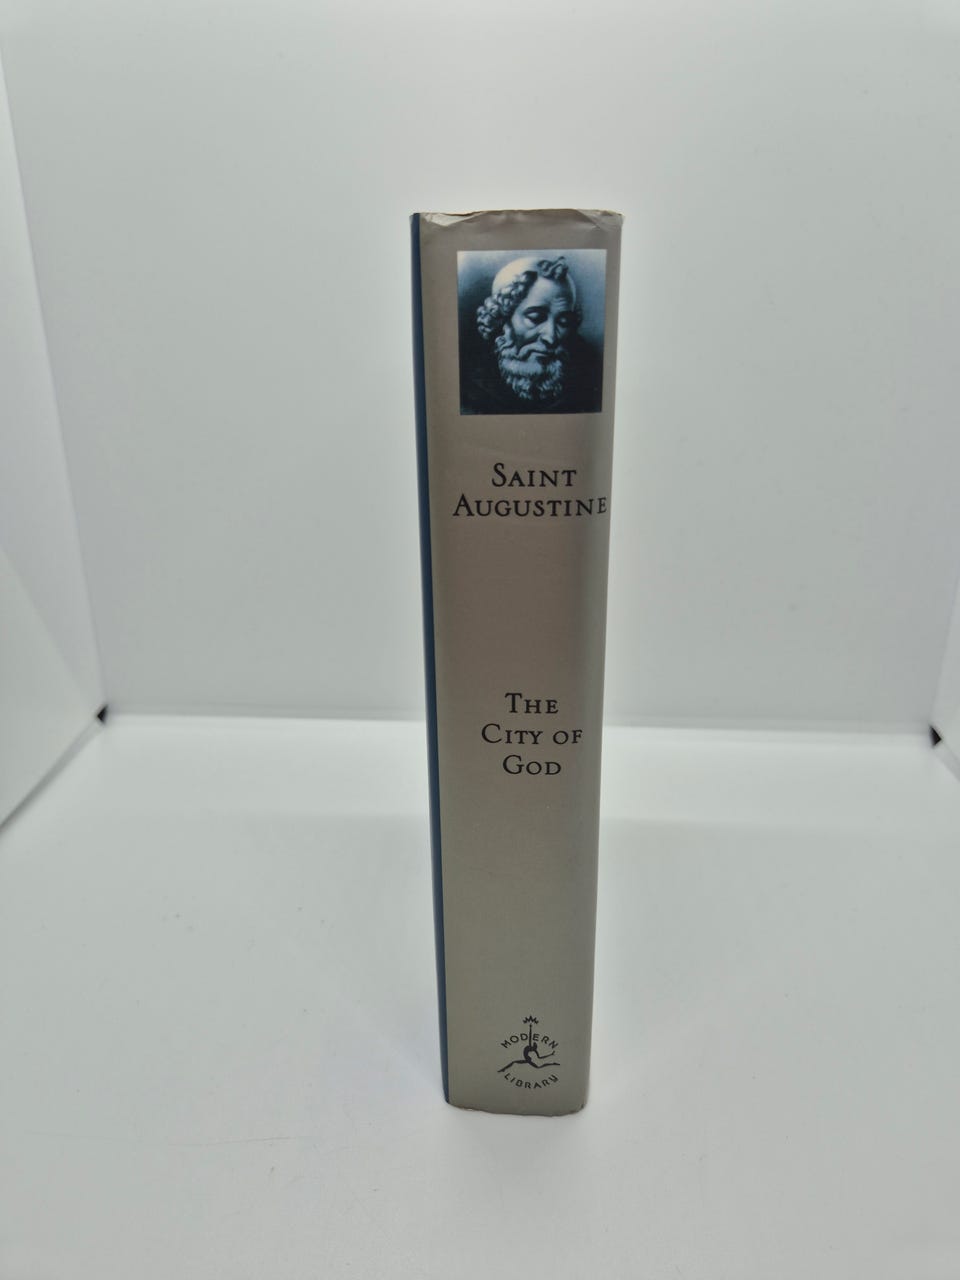 SAINT
AUGUSTINE
THE
CITY OF
GOD
MODERN
LIBRARY